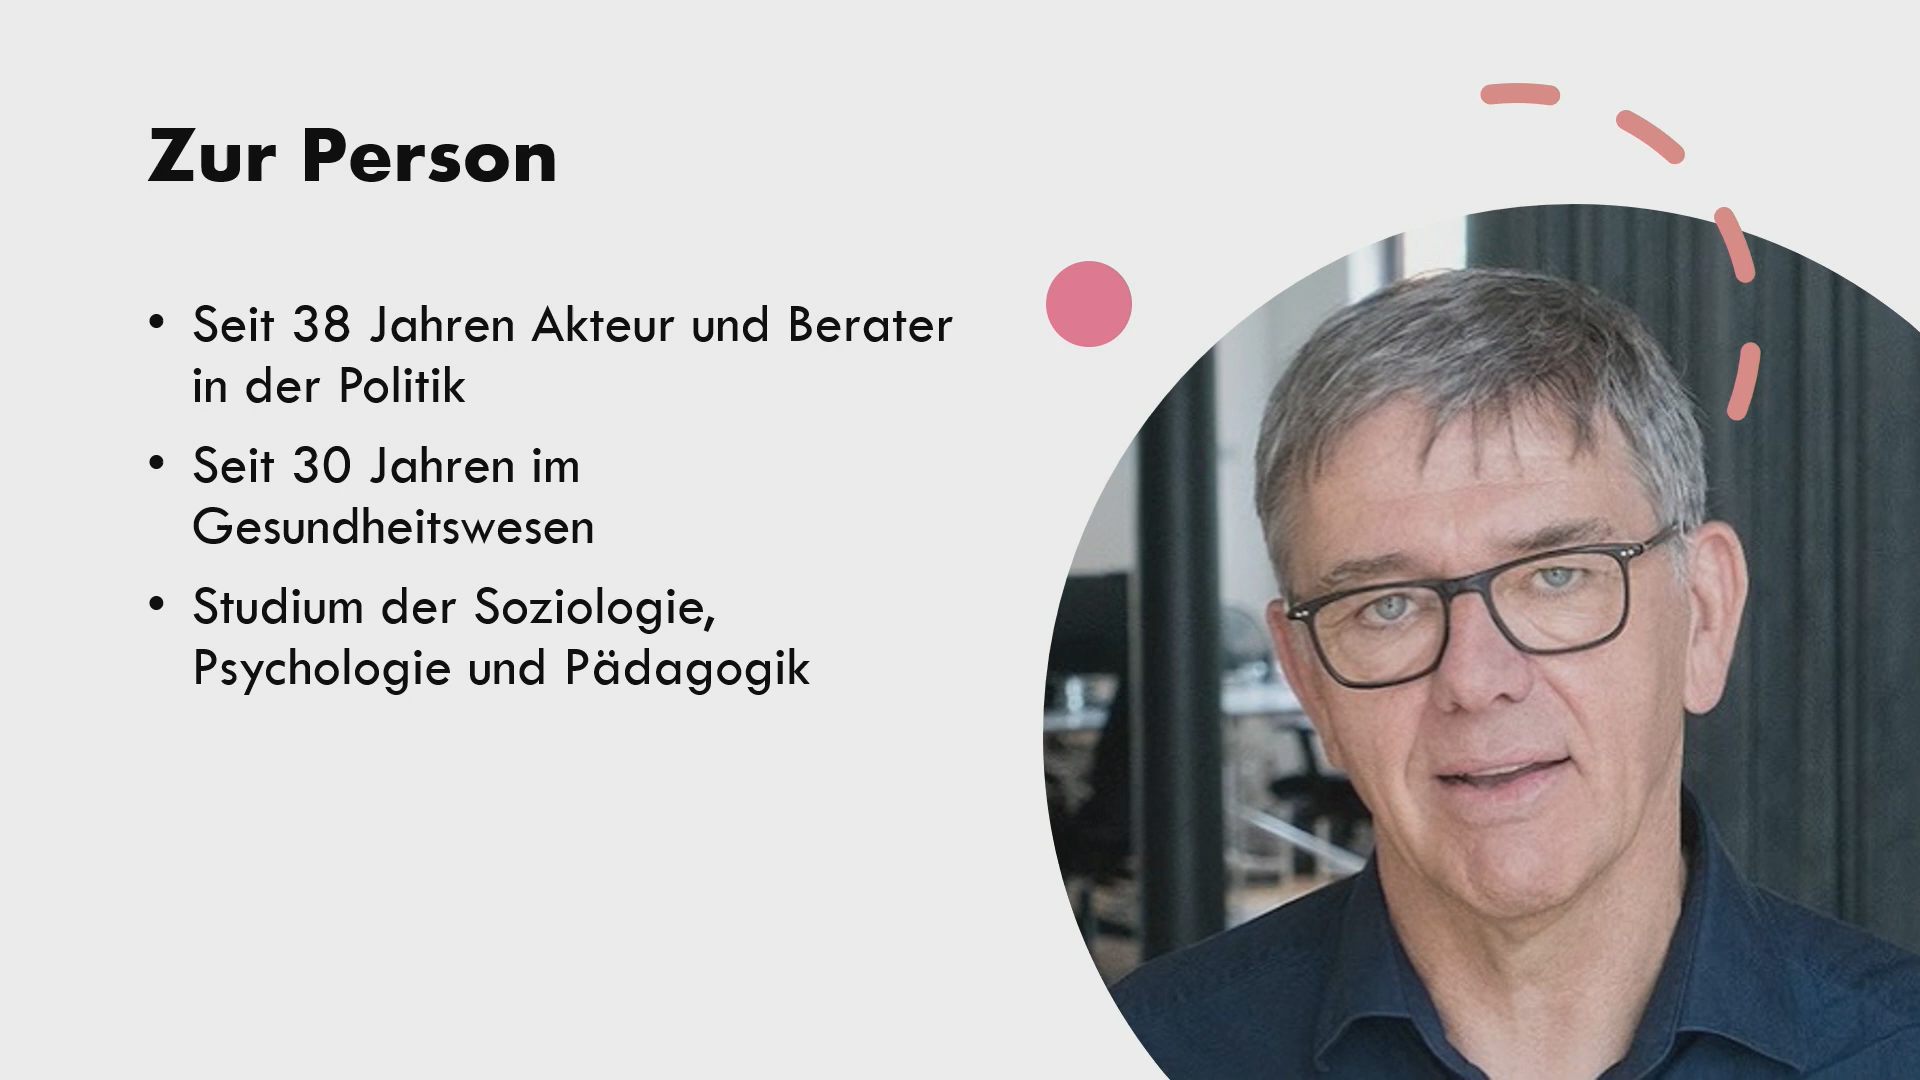 Zur Person
• Seit 38 Jahren Akteur und Berater
in der Politik
• Seit 30 Jahren im
Gesundheitswesen
• Studium der Soziologie,
Psychologie und Pädagogik